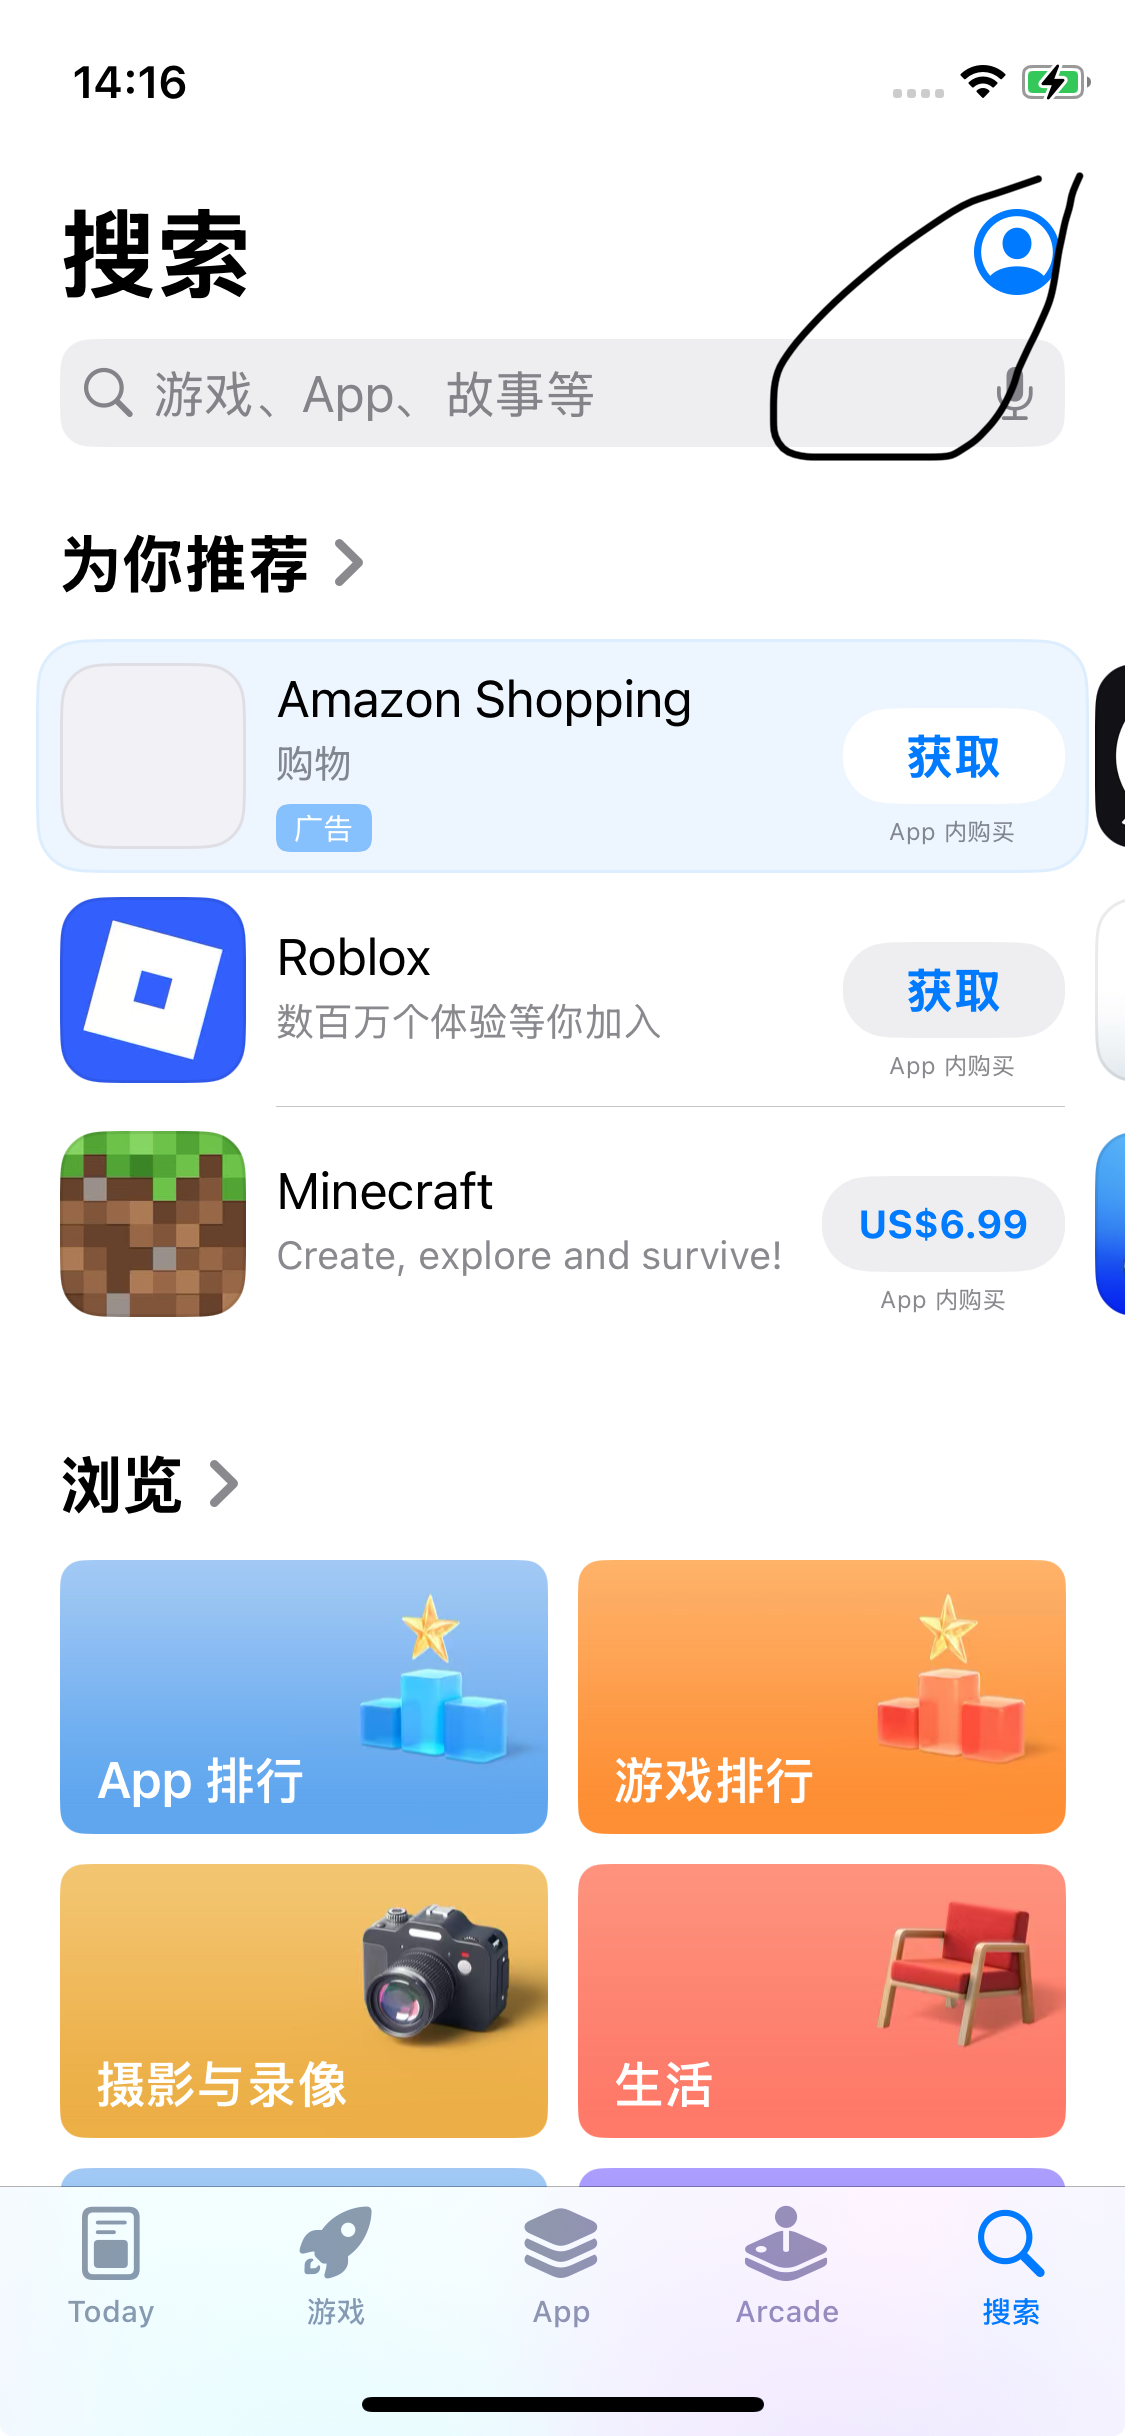 14:16
搜索
游戏、App、故事等
为你推荐
Amazon Shopping
购物
广告
获取
App 内购买
Roblox
数百万个体验等你加入
获取
App 内购买
Minecraft
Create, explore and survive!
US$6.99
App 内购买
浏览
App 排行
游戏排行
摄影与录像
生活
Today
游戏
App
Arcade
搜索